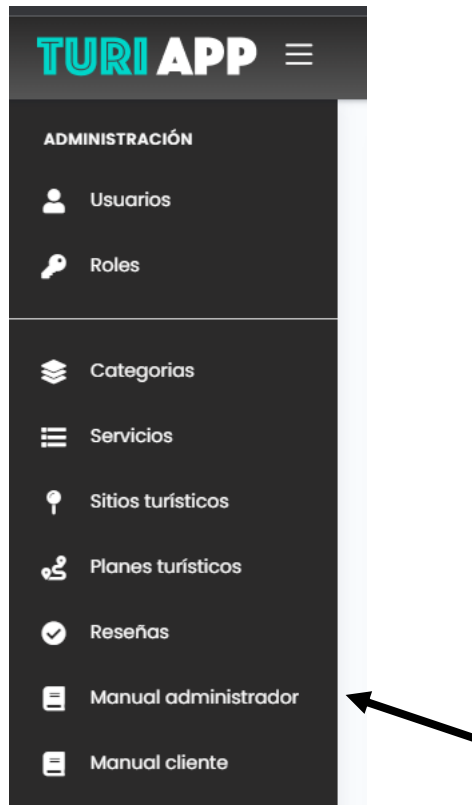 TURI APP
ADMINISTRACIÓN
Usuarios
Roles
Categorias
Servicios
Sitios turísticos
Planes turísticos
Reseñas
Manual administrador
Manual cliente